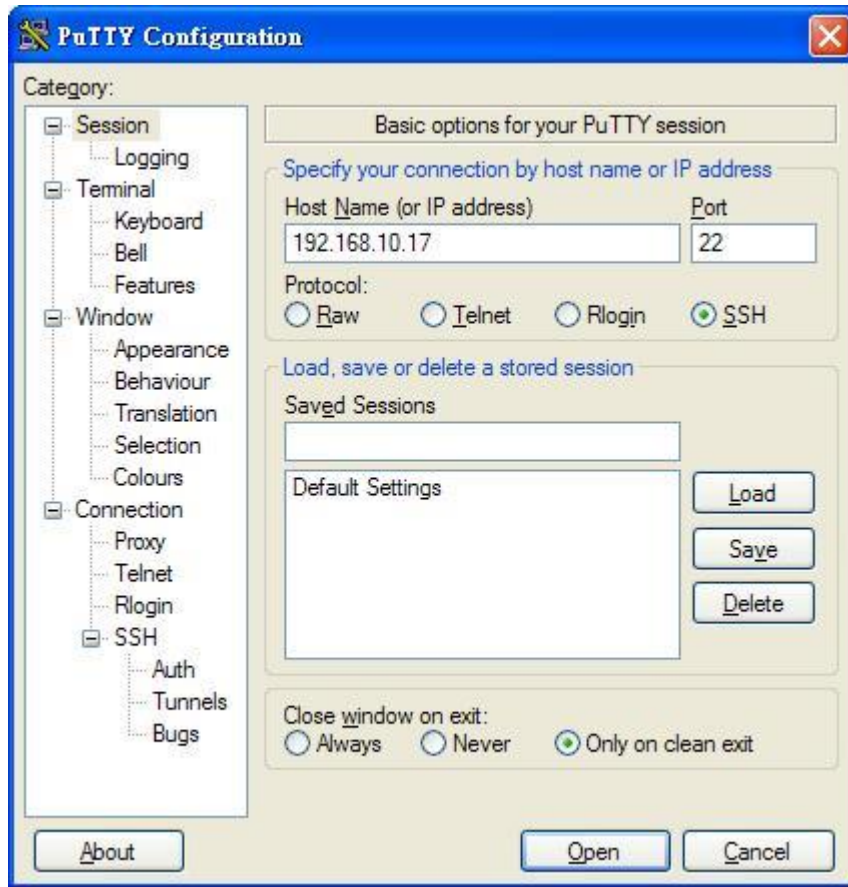 PuTTY Configuration
Category:
Session
Logging
Terminal
Keyboard
Bell
Features
Window
Appearance
Behaviour
Translation
Selection
Colours
Connection
Proxy
Telnet
Rlogin
SSH
Auth
Tunnels
Bugs
Basic options for your PuTTY session
Specify your connection by host name or IP address
Host Name (or IP address) Port
192.168.10.17 22
Protocol:
Raw Telnet Rlogin SSH
Load, save or delete a stored session
Saved Sessions
Default Settings
Load
Save
Delete
Close window on exit:
Always Never Only on clean exit
About Open Cancel